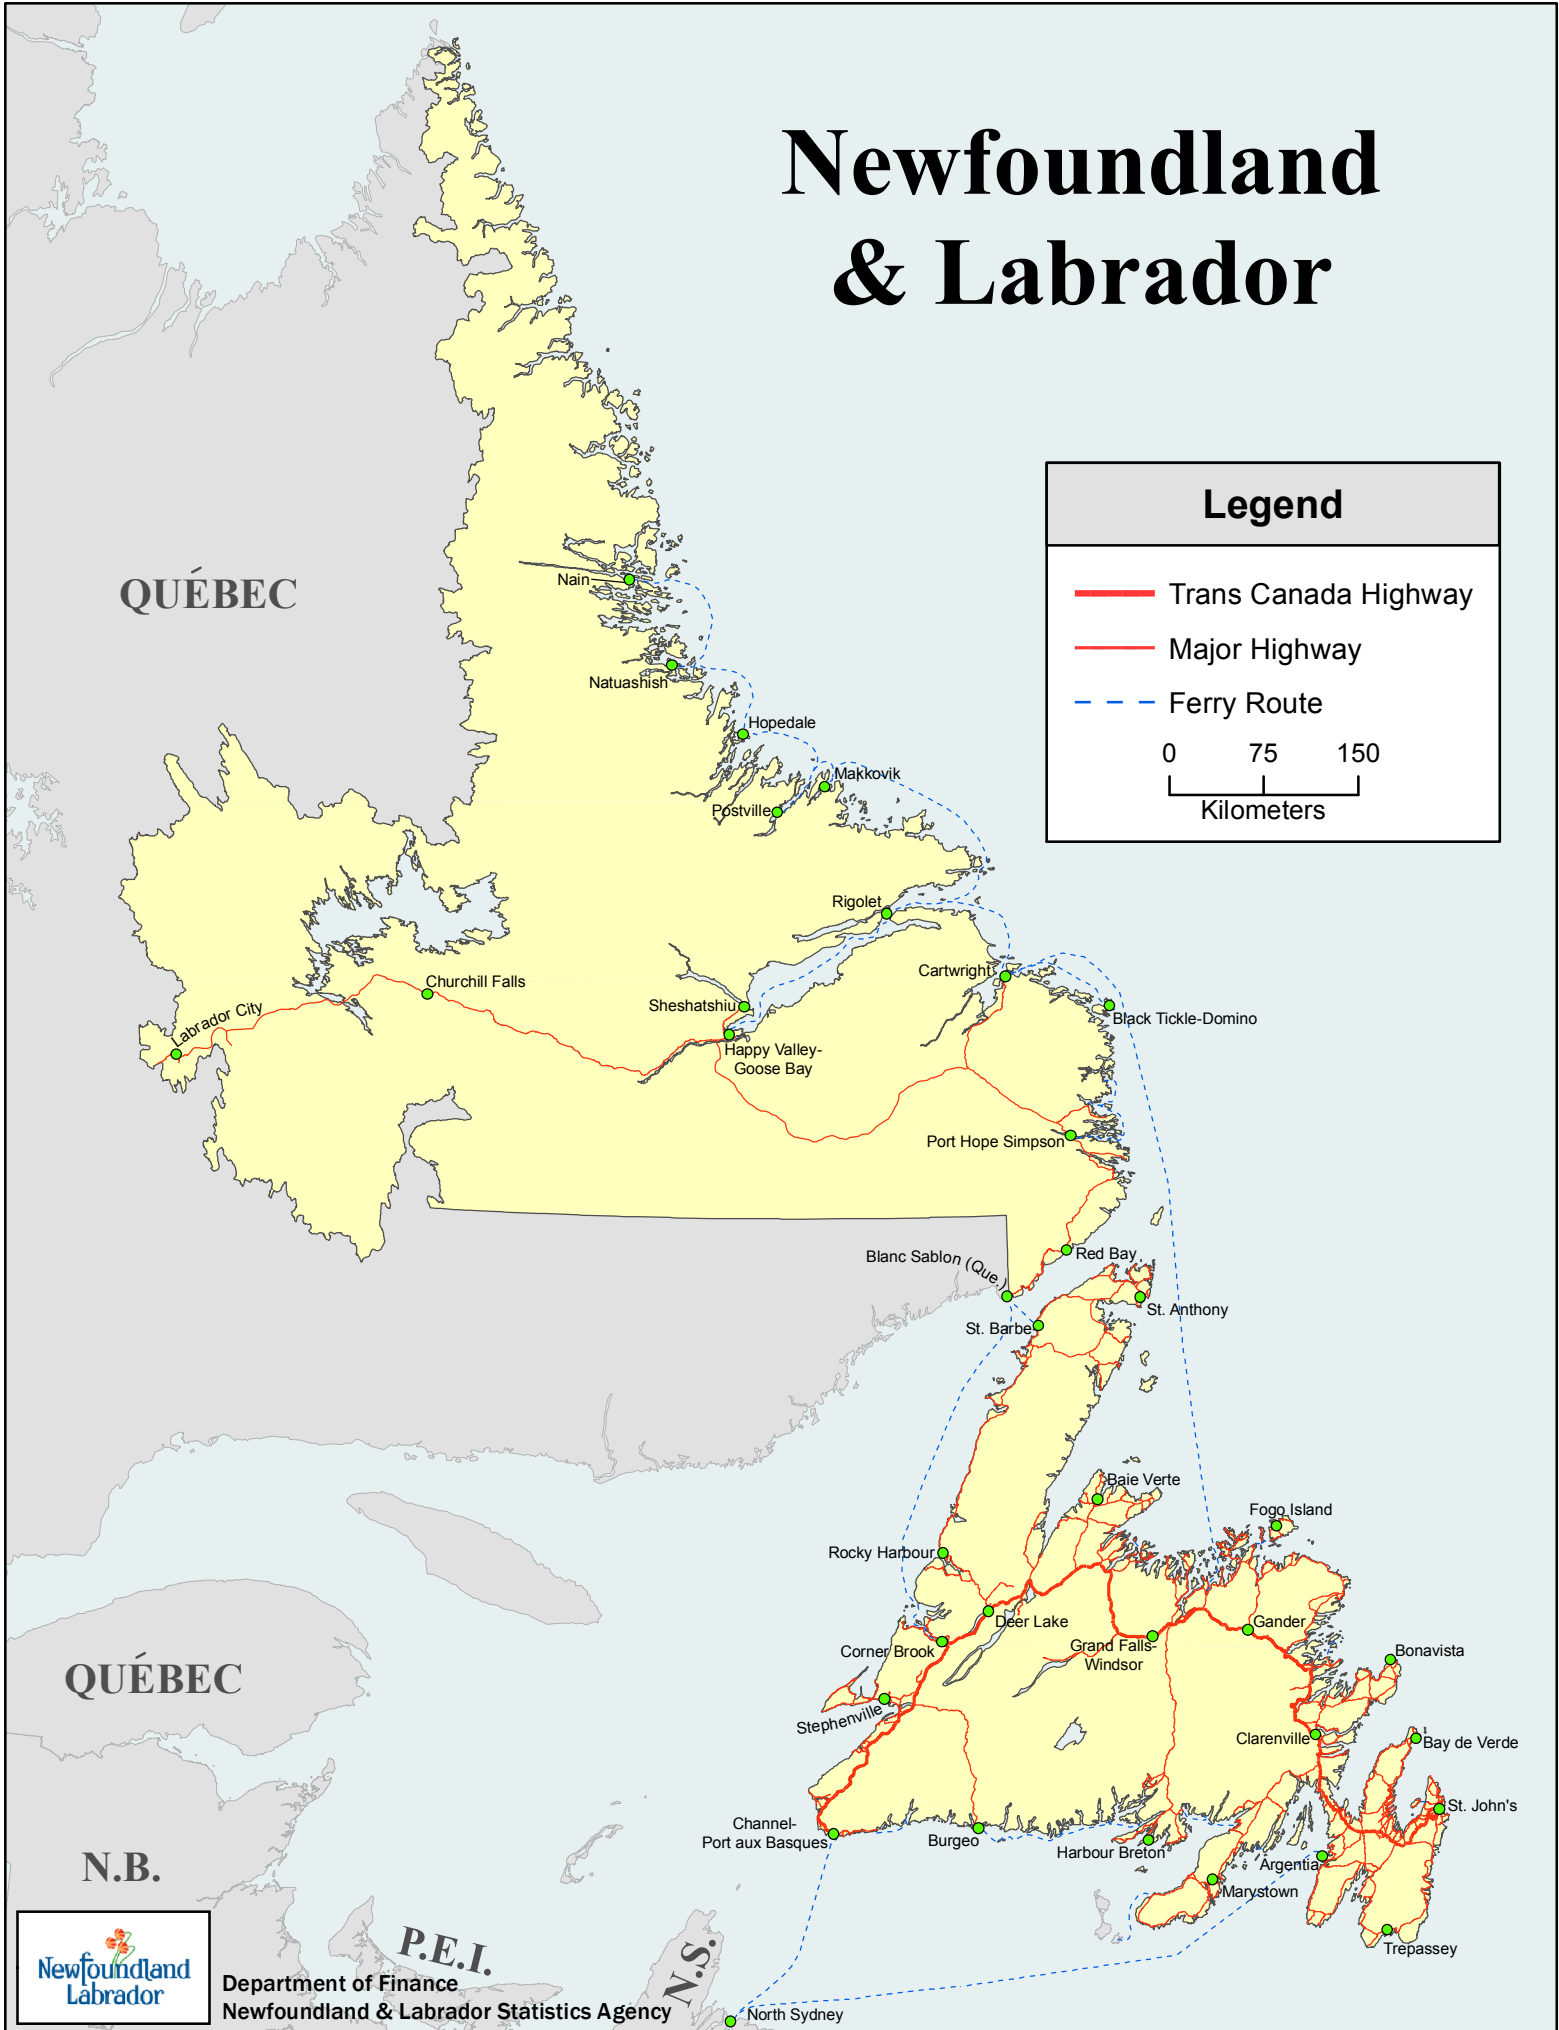 Newfoundland
& Labrador
Legend
Trans Canada Highway
Major Highway
Ferry Route
0 75 150
Kilometers
QUÉBEC
Nain
Natuashish
Hopedale
Makkovik
Postville
Rigolet
Cartwright
Churchill Falls
Sheshatshiu
Labrador City
Black Tickle-Domino
Happy Valley-
Goose Bay
Port Hope Simpson
Red Bay
Blanc Sablon (Que.)
St. Anthony
St. Barbe
Baie Verte
Fogo Island
Rocky Harbour
Deer Lake
Gander
Corner Brook
Grand Falls-
Windsor
Bonavista
QUÉBEC
Stephenville
Clarenville
Bay de Verde
St. John's
Channel-
Port aux Basques
Burgeo
Harbour Breton
Argentia
N.B.
Marystown
Trepassey
P.E.I.
N.S.
Newfoundland
Labrador
Department of Finance
Newfoundland & Labrador Statistics Agency
North Sydney